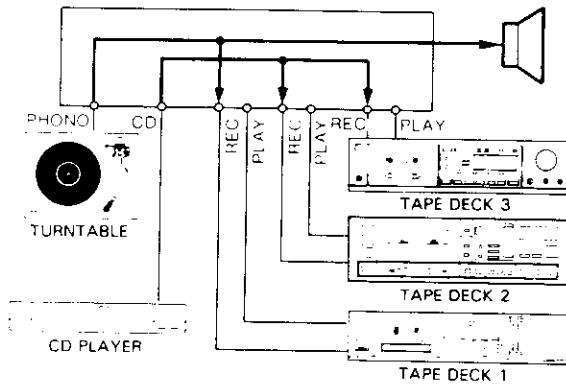 PHONO
CD
REC
PLAY
REC
PLAY
REC
PLAY
TAPE DECK 3
TURNTABLE
TAPE DECK 2
CD PLAYER
TAPE DECK 1